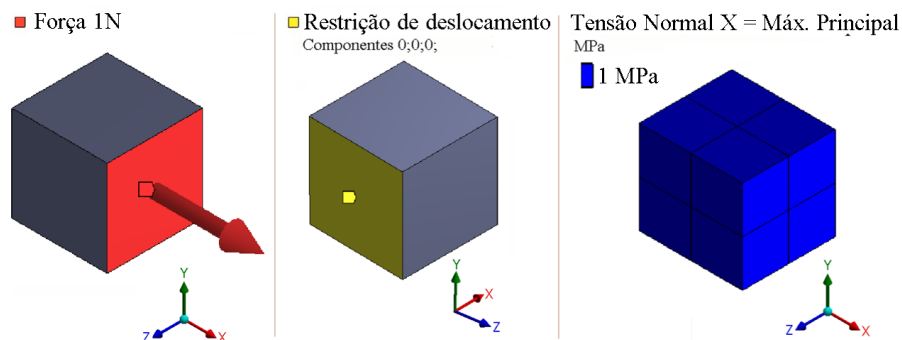 Força 1N
Restrição de deslocamento
Componentes 0;0;0;
Tensão Normal X = Máx. Principal
MPa
1 MPa
Y
Z
X
Y
X
Z
Y
Z
X